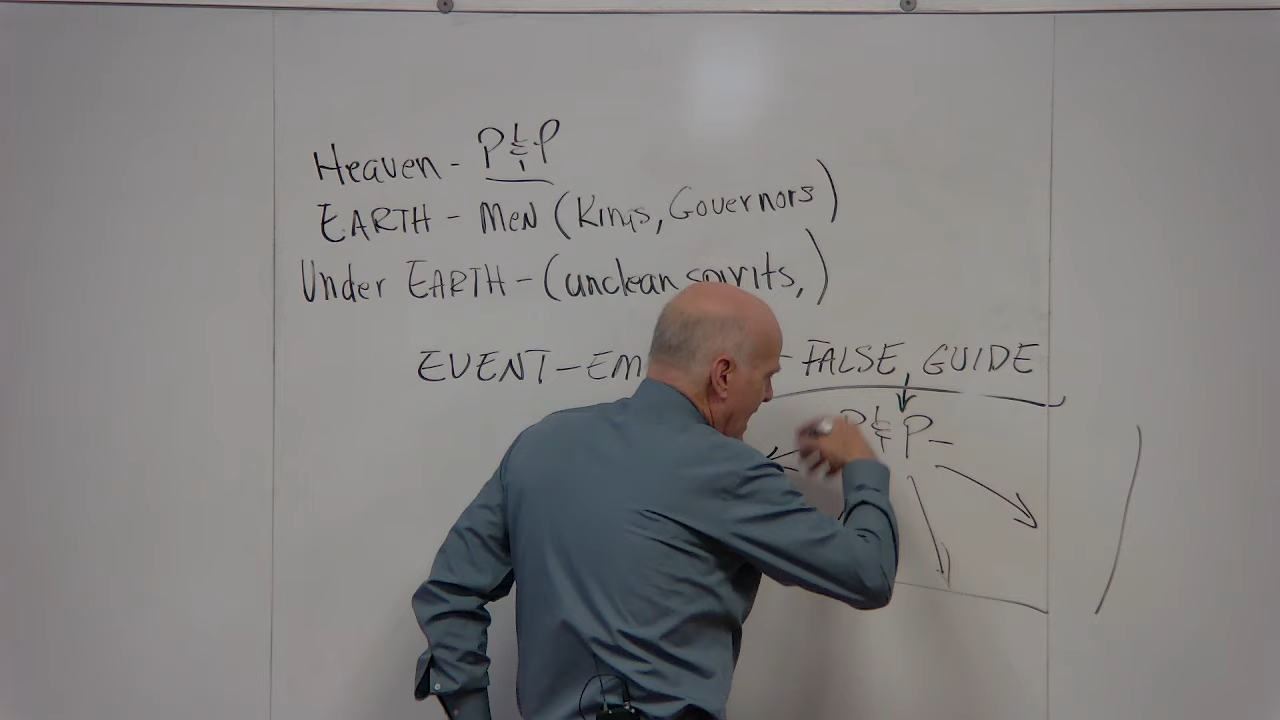 Heaven - P & P
EARTH - MeN (Kings, Governors)
Under EARTH - (unclean spirits,)
EVENT - EM - FALSE GUIDE
P & P -